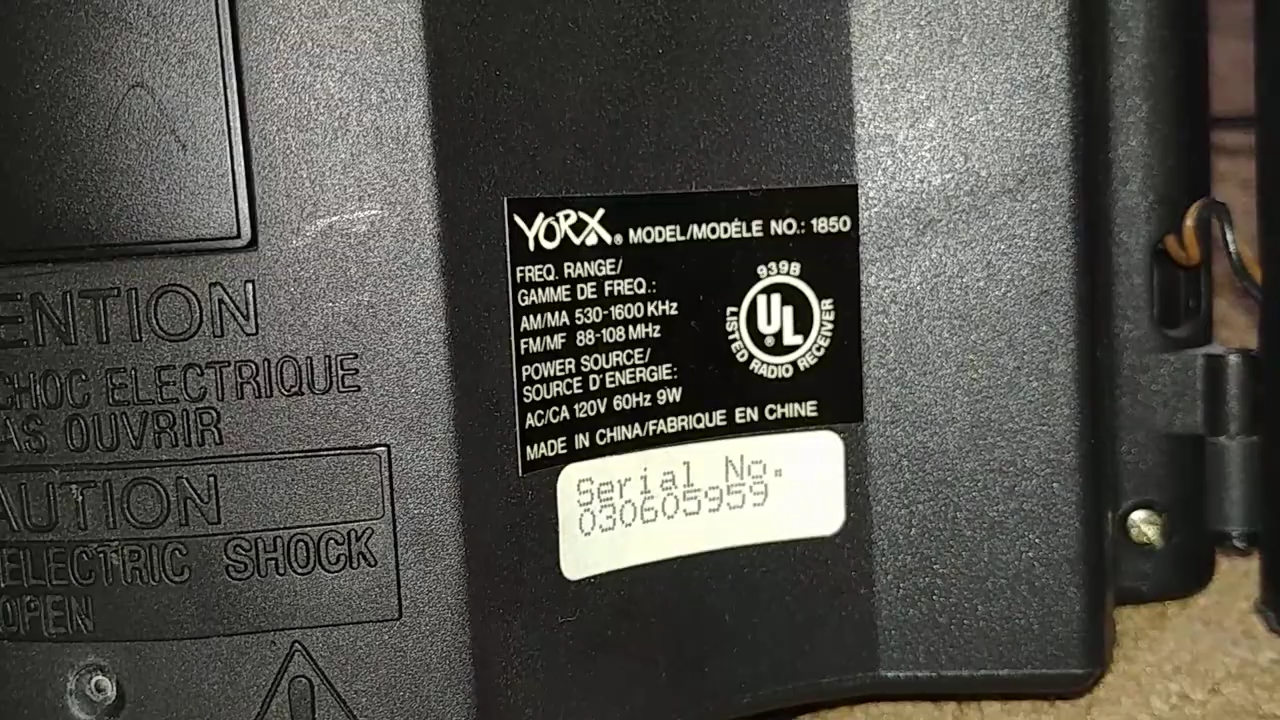 ENTION
CHOC ELECTRIQUE
AS OUVRIR
AUTION
ELECTRIC SHOCK
OPEN
YORX® MODEL/MODÈLE NO.: 1850
FREQ. RANGE/
GAMME DE FREQ.:
AM/MA 530-1600 KHz
FM/MF 88-108 MHz
POWER SOURCE/
SOURCE D'ENERGIE:
AC/CA 120V 60Hz 9W
MADE IN CHINA/FABRIQUE EN CHINE
939B
UL®
LISTED RADIO RECEIVER
Serial No.
030605959